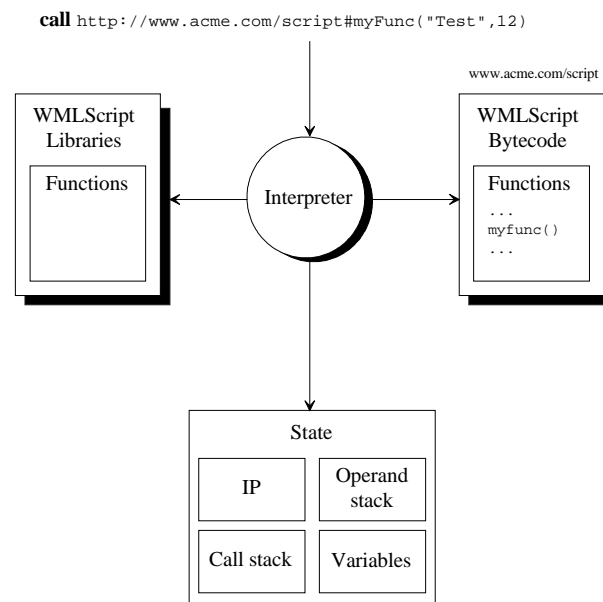 call http://www.acme.com/script#myFunc("Test",12)
www.acme.com/script
WMLScript
Libraries
Functions
Interpreter
WMLScript
Bytecode
Functions
...
myfunc()
...
State
IP
Operand
stack
Call stack
Variables